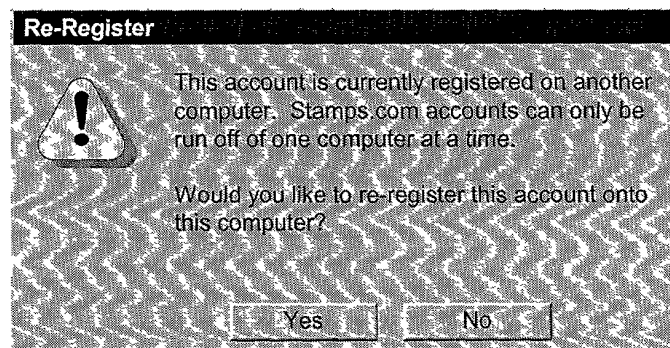 Re-Register
This account is currently registered on another
computer. Stamps.com accounts can only be
run off of one computer at a time.
Would you like to re-register this account onto
this computer?
Yes No